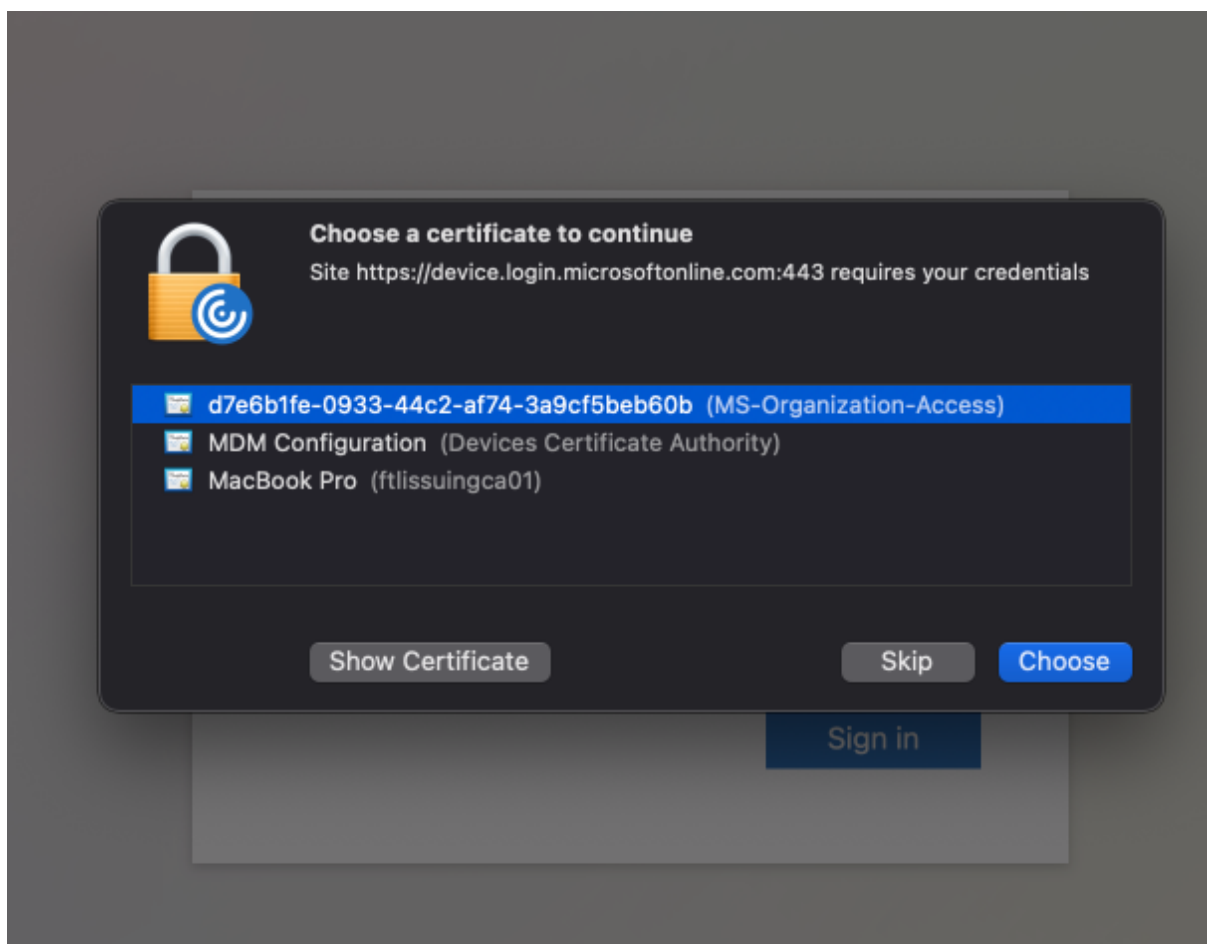 Choose a certificate to continue
Site https://device.login.microsoftonline.com:443 requires your credentials
d7e6b1fe-0933-44c2-af74-3a9cf5beb60b (MS-Organization-Access)
MDM Configuration (Devices Certificate Authority)
MacBook Pro (ftlissuingca01)
Show Certificate Skip Choose
Sign in